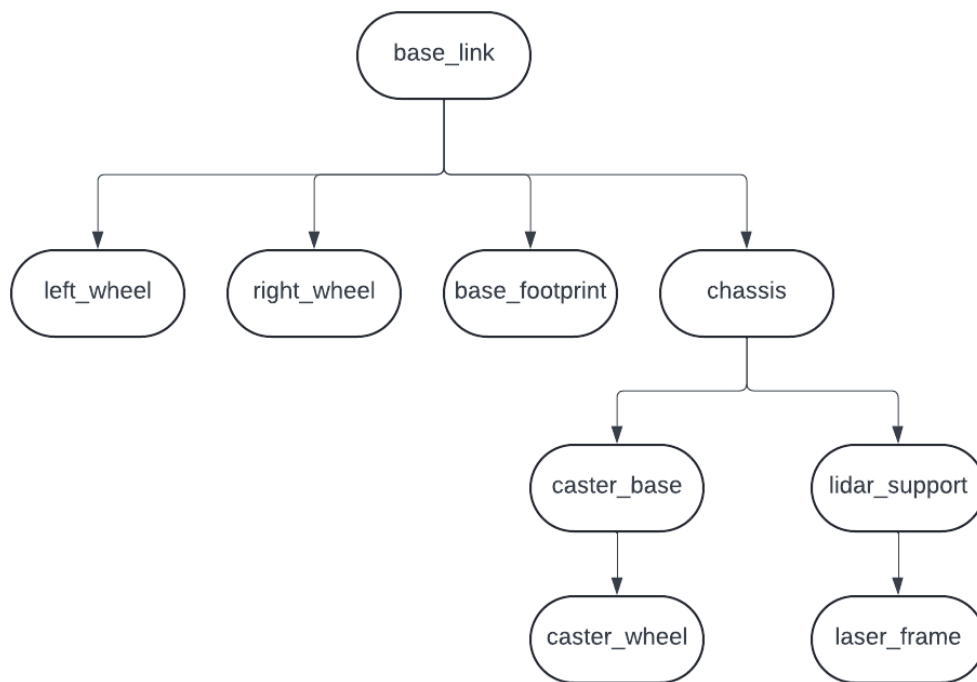 base_link
left_wheel
right_wheel
base_footprint
chassis
caster_base
lidar_support
caster_wheel
laser_frame